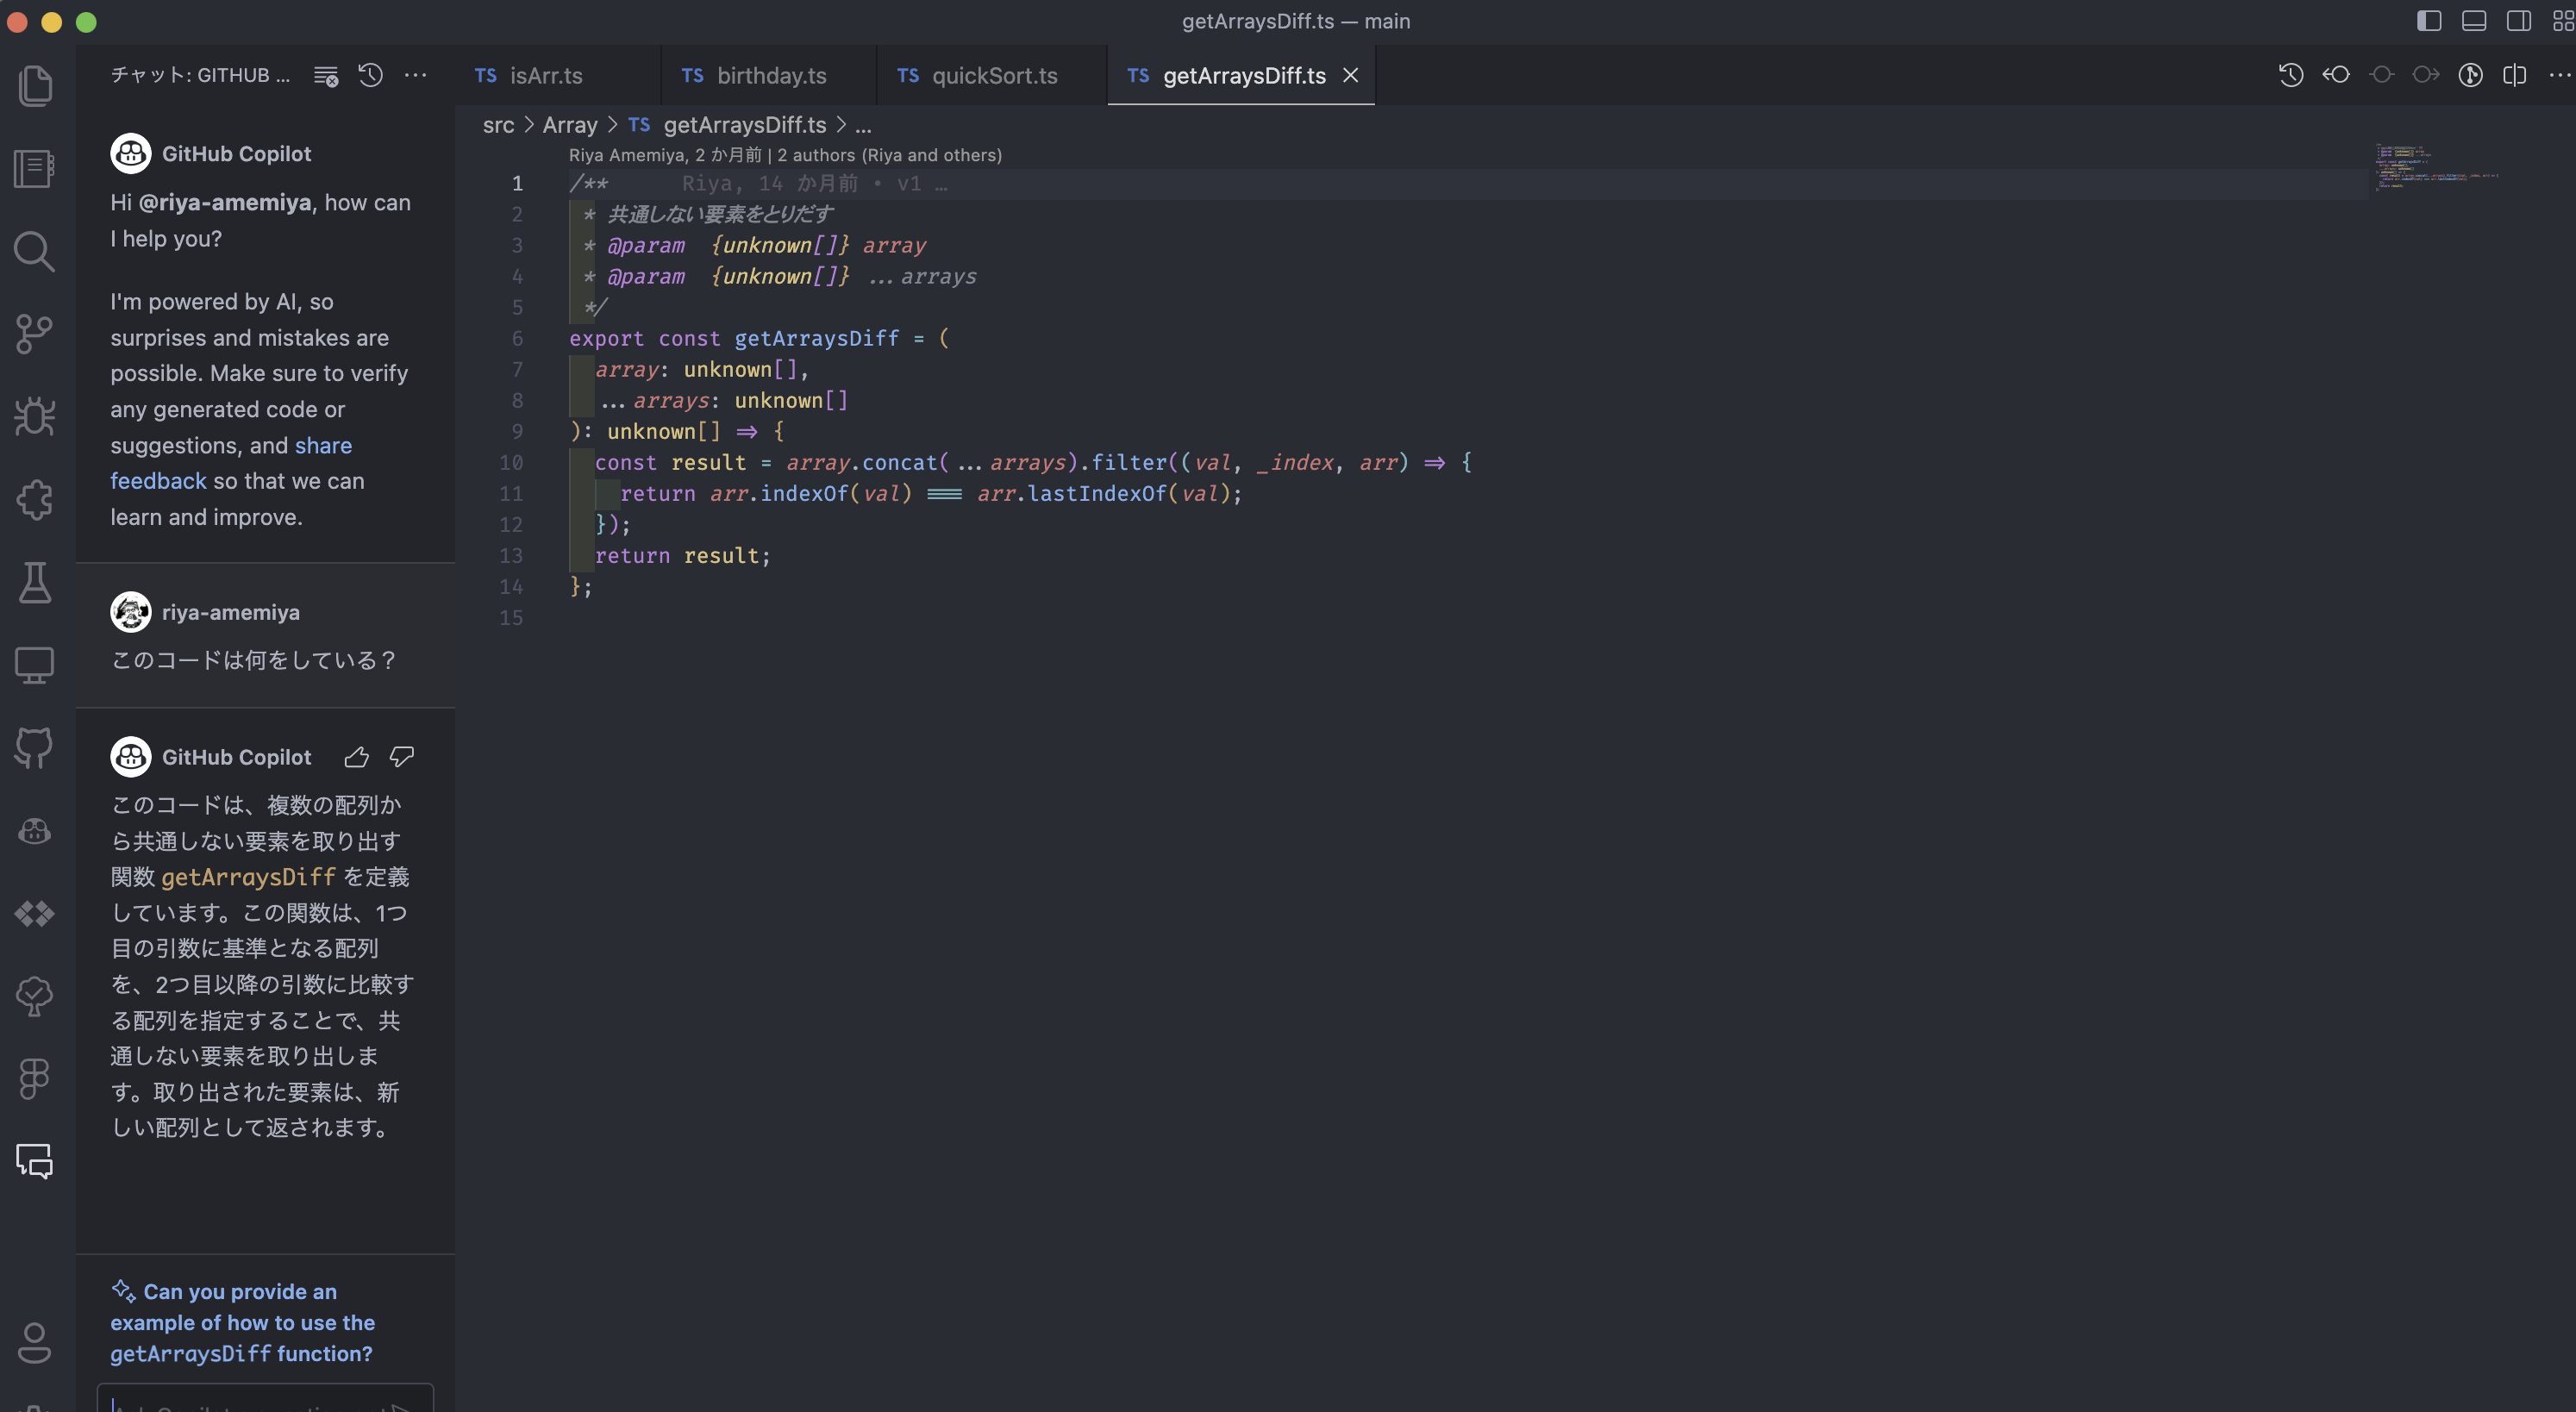 getArraysDiff.ts — main
チャット: GITHUB ...
TS isArr.ts
TS birthday.ts
TS quickSort.ts
TS getArraysDiff.ts
GitHub Copilot
Hi @riya-amemiya, how can
I help you?
I'm powered by AI, so
surprises and mistakes are
possible. Make sure to verify
any generated code or
suggestions, and share
feedback so that we can
learn and improve.
riya-amemiya
このコードは何をしている？
GitHub Copilot
このコードは、複数の配列か
ら共通しない要素を取り出す
関数 getArraysDiff を定義
しています。この関数は、1つ
目の引数に基準となる配列
を、2つ目以降の引数に比較す
る配列を指定することで、共
通しない要素を取り出しま
す。取り出された要素は、新
しい配列として返されます。
Can you provide an
example of how to use the
getArraysDiff function?
src > Array > TS getArraysDiff.ts > ...
Riya Amemiya, 2 か月前 | 2 authors (Riya and others)
1 /** Riya, 14 か月前 • v1 …
2 * 共通しない要素をとりだす
3 * @param {unknown[]} array
4 * @param {unknown[]} ...arrays
5 */
6 export const getArraysDiff = (
7 array: unknown[],
8 ...arrays: unknown[]
9 ): unknown[] => {
10 const result = array.concat(...arrays).filter((val, _index, arr) => {
11 return arr.indexOf(val) === arr.lastIndexOf(val);
12 });
13 return result;
14 };
15